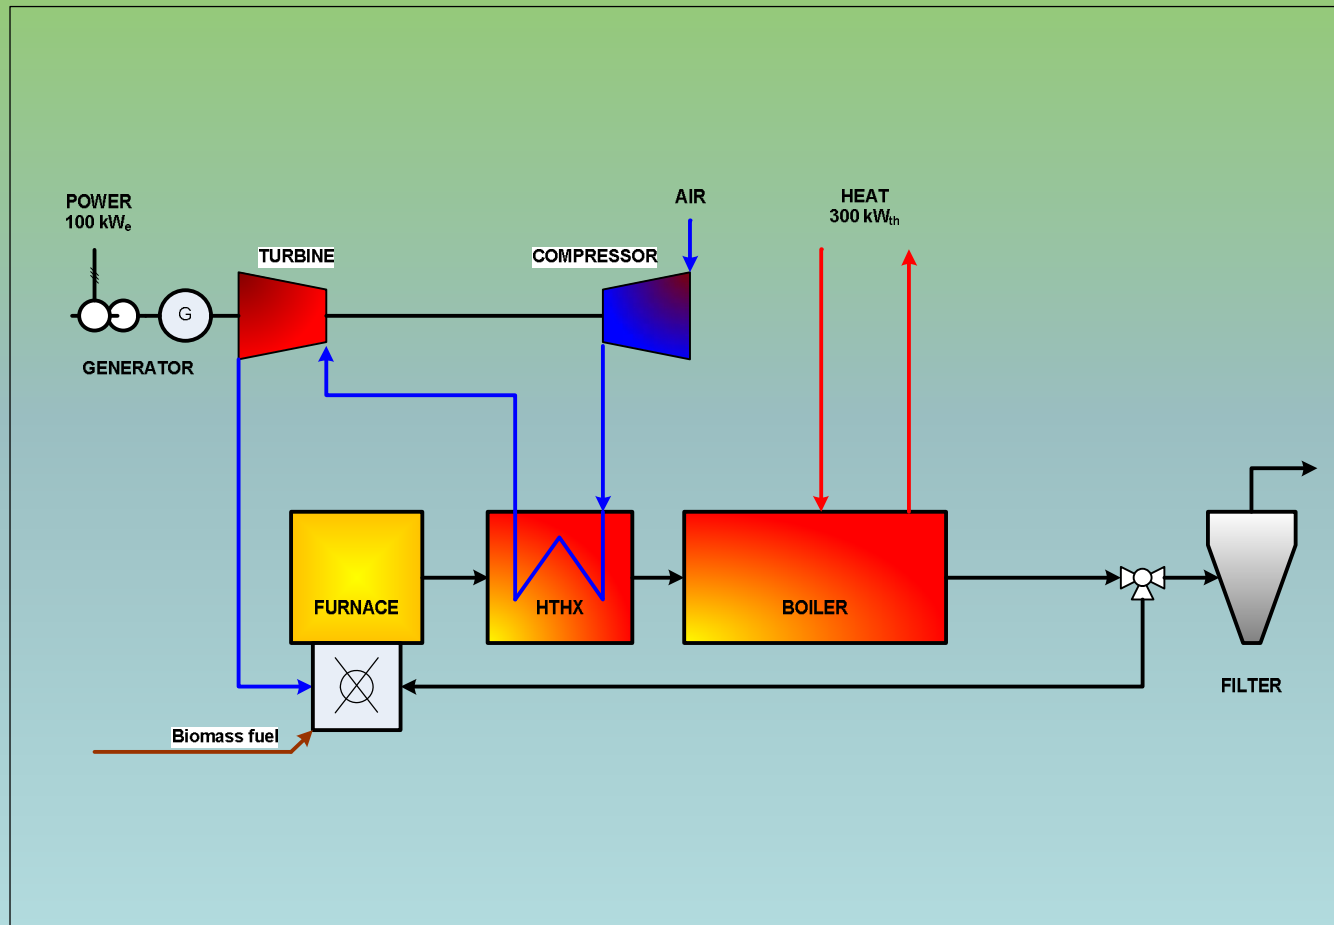 POWER
100 kWe
AIR
HEAT
300 kWth
TURBINE
COMPRESSOR
G
GENERATOR
FURNACE
HTHX
BOILER
FILTER
Biomass fuel